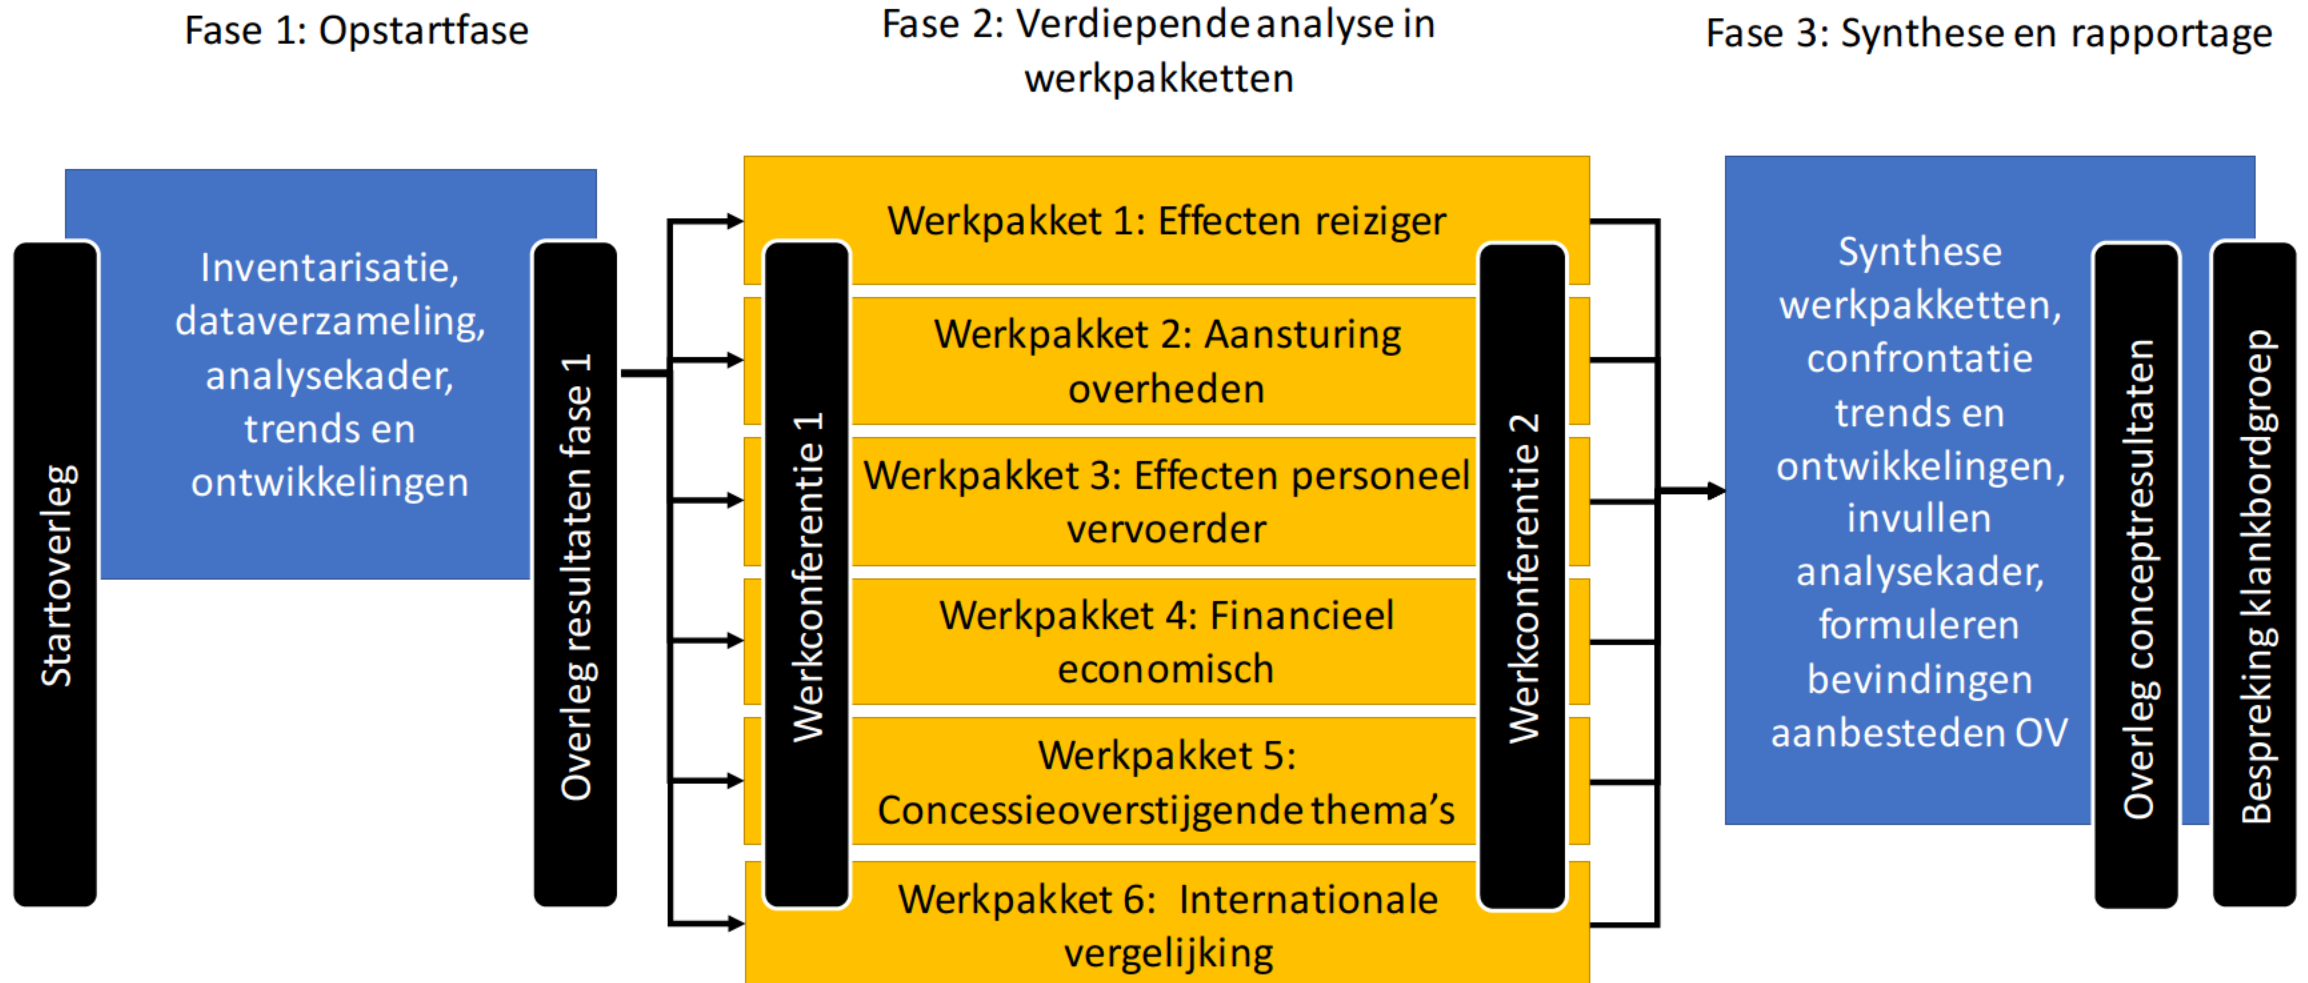 Fase 1: Opstartfase
Fase 2: Verdiepende analyse in
werkpakketten
Fase 3: Synthese en rapportage
Startoverleg
Inventarisatie,
dataverzameling,
analysekader,
trends en
ontwikkelingen
Overleg resultaten fase 1
Werkconferentie 1
Werkpakket 1: Effecten reiziger
Werkpakket 2: Aansturing
overheden
Werkpakket 3: Effecten personeel
vervoerder
Werkpakket 4: Financieel
economisch
Werkpakket 5:
Concessieoverstijgende thema’s
Werkpakket 6: Internationale
vergelijking
Werkconferentie 2
Synthese
werkpakketten,
confrontatie
trends en
ontwikkelingen,
invullen
analysekader,
formuleren
bevindingen
aanbesteden OV
Overleg conceptresultaten
Bespreking klankbordgroep